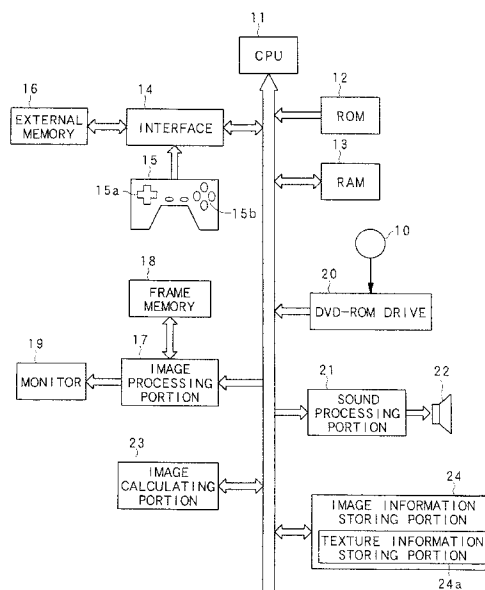 11
CPU
16
EXTERNAL
MEMORY
14
INTERFACE
12
ROM
13
RAM
15
15a
15b
10
18
FRAME
MEMORY
20
DVD-ROM DRIVE
19
MONITOR
17
IMAGE
PROCESSING
PORTION
21
SOUND
PROCESSING
PORTION
22
23
IMAGE
CALCULATING
PORTION
24
IMAGE INFORMATION
STORING PORTION
TEXTURE INFORMATION
STORING PORTION
24a